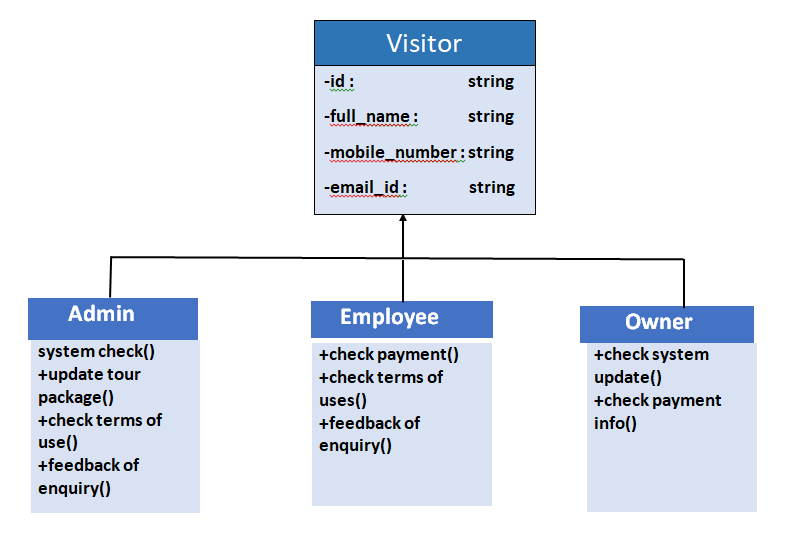 Visitor
-id : string
-full_name : string
-mobile_number : string
-email_id : string
Admin
system check()
+update tour
package()
+check terms of
use()
+feedback of
enquiry()
Employee
+check payment()
+check terms of
uses()
+feedback of
enquiry()
Owner
+check system
update()
+check payment
info()